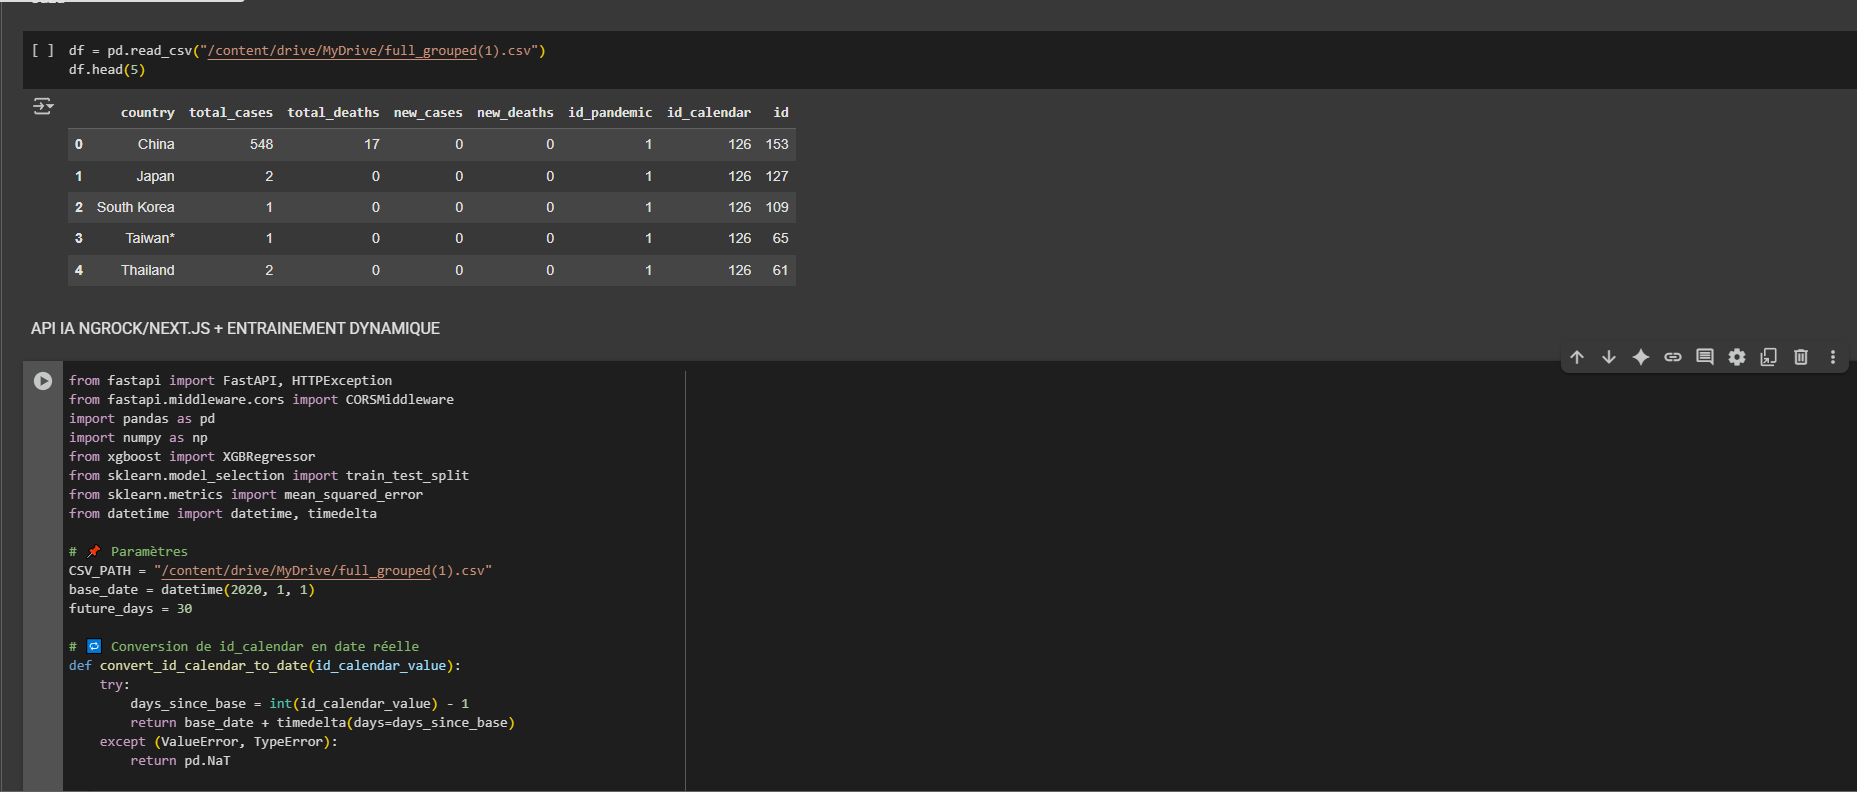 [ ] df = pd.read_csv("/content/drive/MyDrive/full_grouped(1).csv")
df.head(5)
country total_cases total_deaths new_cases new_deaths id_pandemic id_calendar id
0 China 548 17 0 0 1 126 153
1 Japan 2 0 0 0 1 126 127
2 South Korea 1 0 0 0 1 126 109
3 Taiwan* 1 0 0 0 1 126 65
4 Thailand 2 0 0 0 1 126 61
API IA NGROCK/NEXT.JS + ENTRAINEMENT DYNAMIQUE
from fastapi import FastAPI, HTTPException
from fastapi.middleware.cors import CORSMiddleware
import pandas as pd
import numpy as np
from xgboost import XGBRegressor
from sklearn.model_selection import train_test_split
from sklearn.metrics import mean_squared_error
from datetime import datetime, timedelta
# 📌 Paramètres
CSV_PATH = "/content/drive/MyDrive/full_grouped(1).csv"
base_date = datetime(2020, 1, 1)
future_days = 30
# 🔁 Conversion de id_calendar en date réelle
def convert_id_calendar_to_date(id_calendar_value):
    try:
        days_since_base = int(id_calendar_value) - 1
        return base_date + timedelta(days=days_since_base)
    except (ValueError, TypeError):
        return pd.NaT